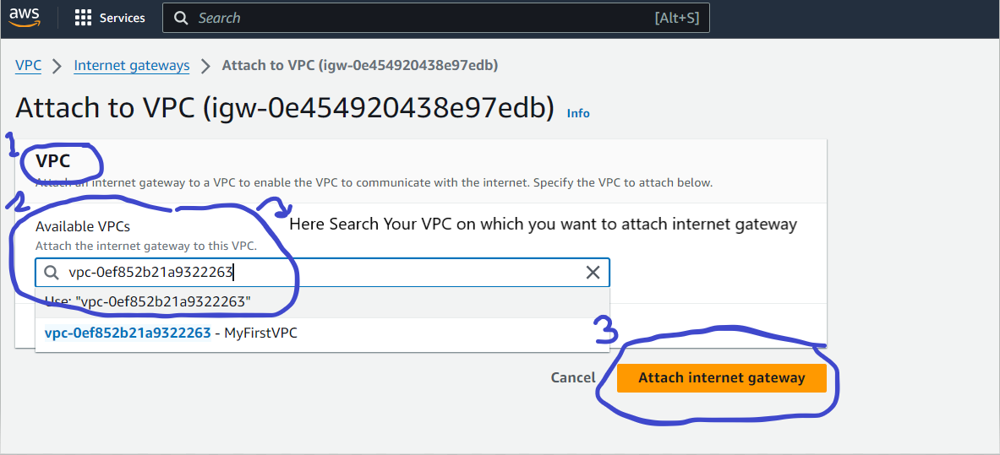 aws Services Search [Alt+S]
VPC > Internet gateways > Attach to VPC (igw-0e454920438e97edb)
Attach to VPC (igw-0e454920438e97edb) Info
1
VPC
Attach an internet gateway to a VPC to enable the VPC to communicate with the internet. Specify the VPC to attach below.
2
Available VPCs
Here Search Your VPC on which you want to attach internet gateway
Attach the internet gateway to this VPC.
vpc-0ef852b21a9322263
Use: "vpc-0ef852b21a9322263"
vpc-0ef852b21a9322263 - MyFirstVPC
3
Cancel Attach internet gateway